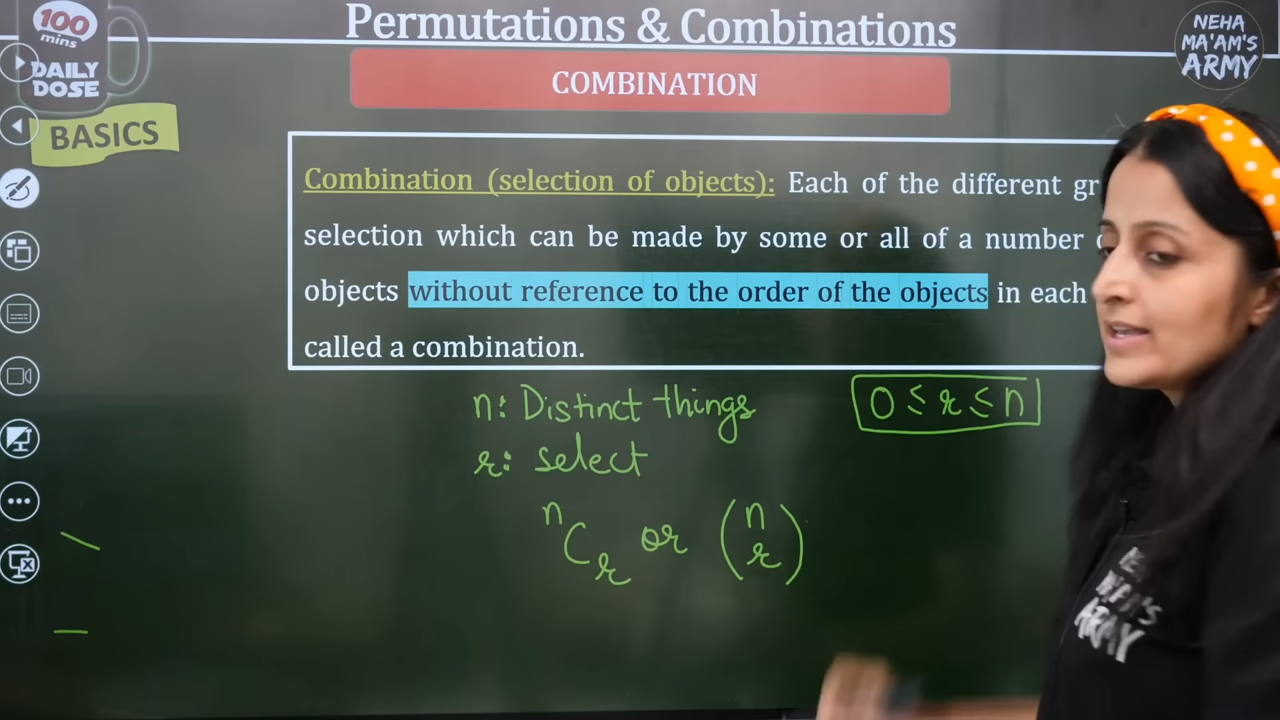 100
mins
DAILY
DOSE
Permutations & Combinations
NEHA
MA'AM'S
ARMY
COMBINATION
BASICS
Combination (selection of objects): Each of the different
selection which can be made by some or all of a number
objects without reference to the order of the objects in each
called a combination.
n: Distinct things
0 ≤ r ≤ n
r: select
ⁿCᵣ or (n r)
ARMY